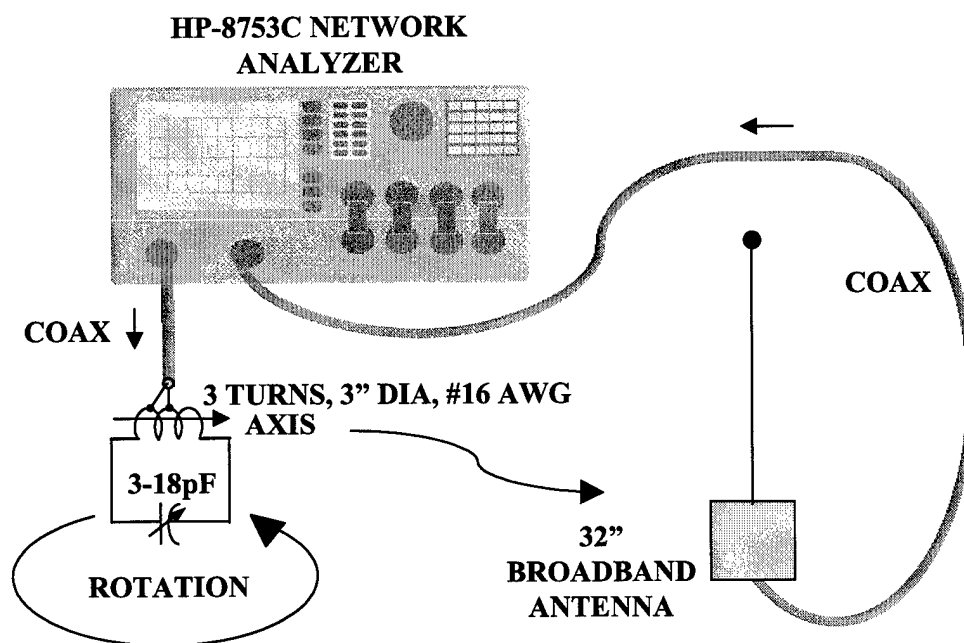 HP-8753C NETWORK
ANALYZER
COAX
COAX
3 TURNS, 3” DIA, #16 AWG
AXIS
3-18pF
32”
BROADBAND
ANTENNA
ROTATION